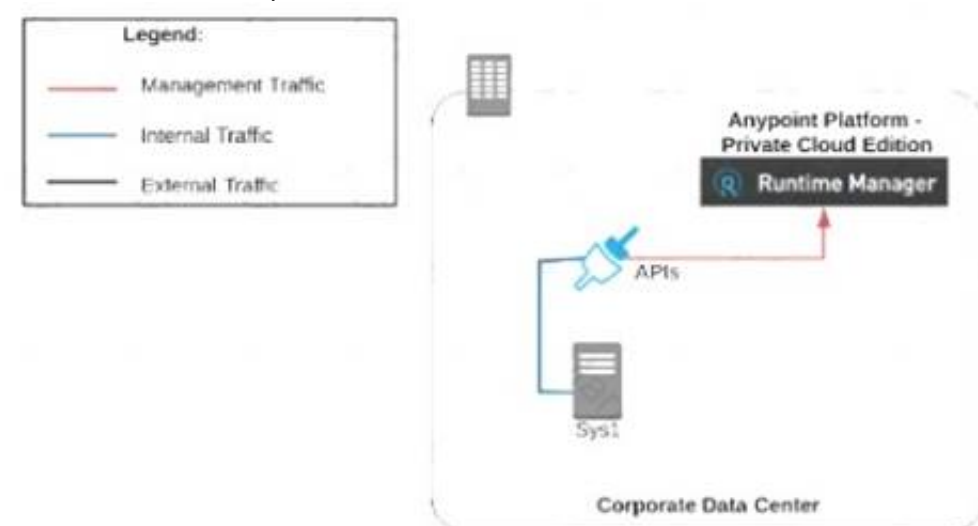 Legend:
Management Traffic
Internal Traffic
External Traffic
Anypoint Platform -
Private Cloud Edition
Runtime Manager
APIs
Sys1
Corporate Data Center